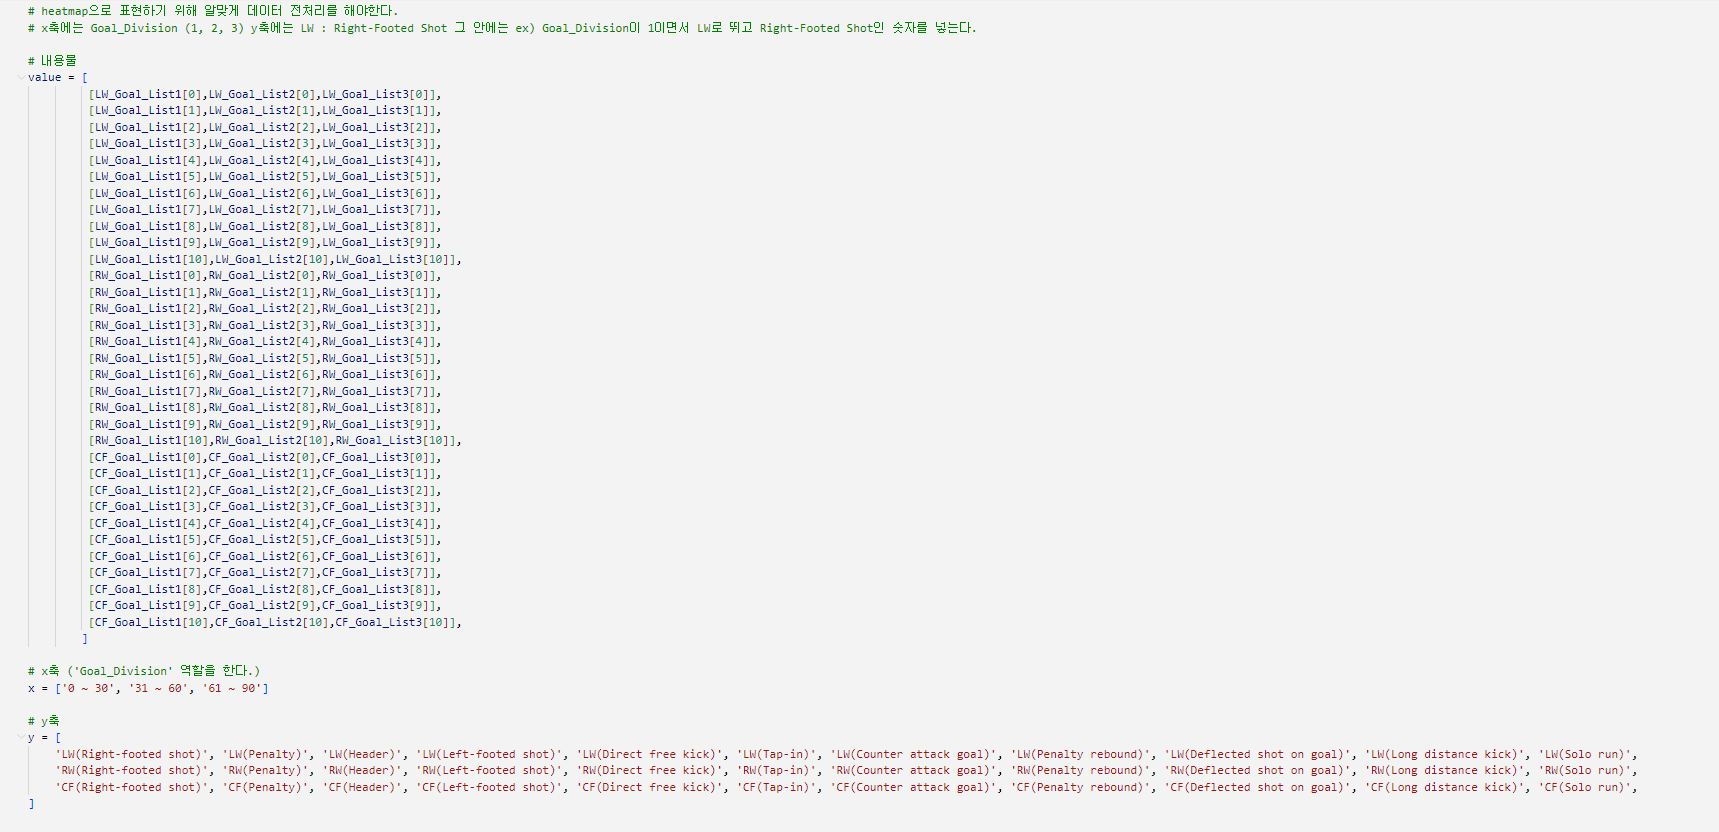 # heatmap으로 표현하기 위해 알맞게 데이터 전처리를 해야한다.
# x축에는 Goal_Division (1, 2, 3) y축에는 LW : Right-Footed Shot 그 안에는 ex) Goal_Division이 1이면서 LW로 뛰고 Right-Footed Shot인 숫자를 넣는다.
# 내용물
value = [
[LW_Goal_List1[0],LW_Goal_List2[0],LW_Goal_List3[0]],
[LW_Goal_List1[1],LW_Goal_List2[1],LW_Goal_List3[1]],
[LW_Goal_List1[2],LW_Goal_List2[2],LW_Goal_List3[2]],
[LW_Goal_List1[3],LW_Goal_List2[3],LW_Goal_List3[3]],
[LW_Goal_List1[4],LW_Goal_List2[4],LW_Goal_List3[4]],
[LW_Goal_List1[5],LW_Goal_List2[5],LW_Goal_List3[5]],
[LW_Goal_List1[6],LW_Goal_List2[6],LW_Goal_List3[6]],
[LW_Goal_List1[7],LW_Goal_List2[7],LW_Goal_List3[7]],
[LW_Goal_List1[8],LW_Goal_List2[8],LW_Goal_List3[8]],
[LW_Goal_List1[9],LW_Goal_List2[9],LW_Goal_List3[9]],
[LW_Goal_List1[10],LW_Goal_List2[10],LW_Goal_List3[10]],
[RW_Goal_List1[0],RW_Goal_List2[0],RW_Goal_List3[0]],
[RW_Goal_List1[1],RW_Goal_List2[1],RW_Goal_List3[1]],
[RW_Goal_List1[2],RW_Goal_List2[2],RW_Goal_List3[2]],
[RW_Goal_List1[3],RW_Goal_List2[3],RW_Goal_List3[3]],
[RW_Goal_List1[4],RW_Goal_List2[4],RW_Goal_List3[4]],
[RW_Goal_List1[5],RW_Goal_List2[5],RW_Goal_List3[5]],
[RW_Goal_List1[6],RW_Goal_List2[6],RW_Goal_List3[6]],
[RW_Goal_List1[7],RW_Goal_List2[7],RW_Goal_List3[7]],
[RW_Goal_List1[8],RW_Goal_List2[8],RW_Goal_List3[8]],
[RW_Goal_List1[9],RW_Goal_List2[9],RW_Goal_List3[9]],
[RW_Goal_List1[10],RW_Goal_List2[10],RW_Goal_List3[10]],
[CF_Goal_List1[0],CF_Goal_List2[0],CF_Goal_List3[0]],
[CF_Goal_List1[1],CF_Goal_List2[1],CF_Goal_List3[1]],
[CF_Goal_List1[2],CF_Goal_List2[2],CF_Goal_List3[2]],
[CF_Goal_List1[3],CF_Goal_List2[3],CF_Goal_List3[3]],
[CF_Goal_List1[4],CF_Goal_List2[4],CF_Goal_List3[4]],
[CF_Goal_List1[5],CF_Goal_List2[5],CF_Goal_List3[5]],
[CF_Goal_List1[6],CF_Goal_List2[6],CF_Goal_List3[6]],
[CF_Goal_List1[7],CF_Goal_List2[7],CF_Goal_List3[7]],
[CF_Goal_List1[8],CF_Goal_List2[8],CF_Goal_List3[8]],
[CF_Goal_List1[9],CF_Goal_List2[9],CF_Goal_List3[9]],
[CF_Goal_List1[10],CF_Goal_List2[10],CF_Goal_List3[10]],
]
# x축 ('Goal_Division' 역할을 한다.)
x = ['0 ~ 30', '31 ~ 60', '61 ~ 90']
# y축
y = [
'LW(Right-footed shot)', 'LW(Penalty)', 'LW(Header)', 'LW(Left-footed shot)', 'LW(Direct free kick)', 'LW(Tap-in)', 'LW(Counter attack goal)', 'LW(Penalty rebound)', 'LW(Deflected shot on goal)', 'LW(Long distance kick)', 'LW(Solo run)',
'RW(Right-footed shot)', 'RW(Penalty)', 'RW(Header)', 'RW(Left-footed shot)', 'RW(Direct free kick)', 'RW(Tap-in)', 'RW(Counter attack goal)', 'RW(Penalty rebound)', 'RW(Deflected shot on goal)', 'RW(Long distance kick)', 'RW(Solo run)',
'CF(Right-footed shot)', 'CF(Penalty)', 'CF(Header)', 'CF(Left-footed shot)', 'CF(Direct free kick)', 'CF(Tap-in)', 'CF(Counter attack goal)', 'CF(Penalty rebound)', 'CF(Deflected shot on goal)', 'CF(Long distance kick)', 'CF(Solo run)',
]